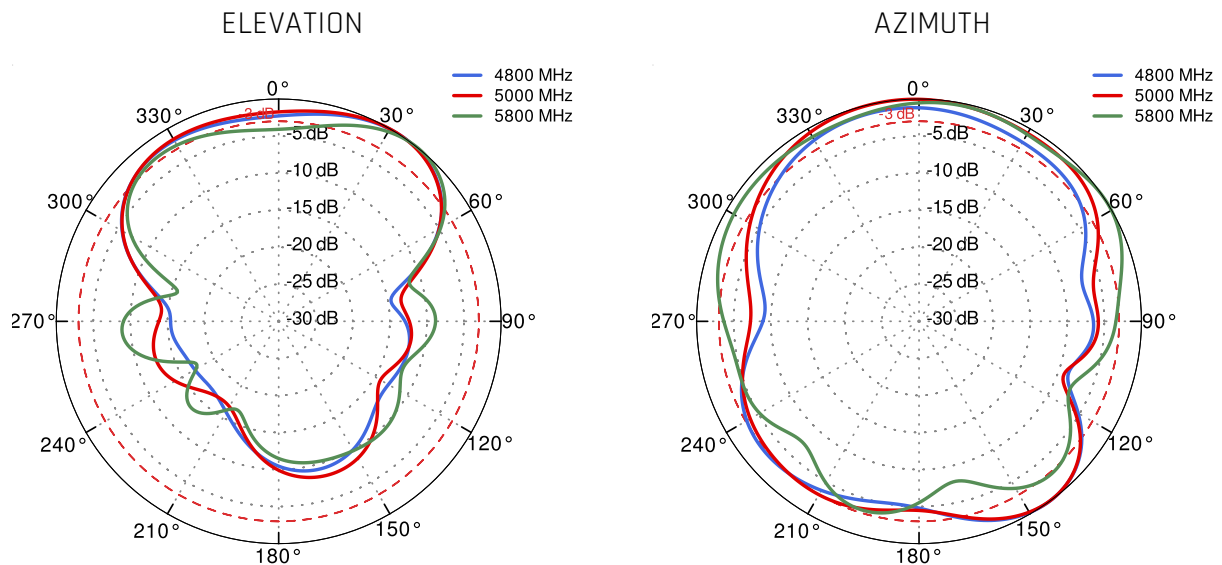 ELEVATION
4800 MHz
5000 MHz
5800 MHz
0°
330°
30°
-3 dB
-5 dB
-10 dB
300°
60°
-15 dB
-20 dB
-25 dB
270°
-30 dB
90°
240°
120°
210°
150°
180°
AZIMUTH
4800 MHz
5000 MHz
5800 MHz
0°
330°
30°
-3 dB
-5 dB
-10 dB
300°
60°
-15 dB
-20 dB
-25 dB
270°
-30 dB
90°
240°
120°
210°
150°
180°